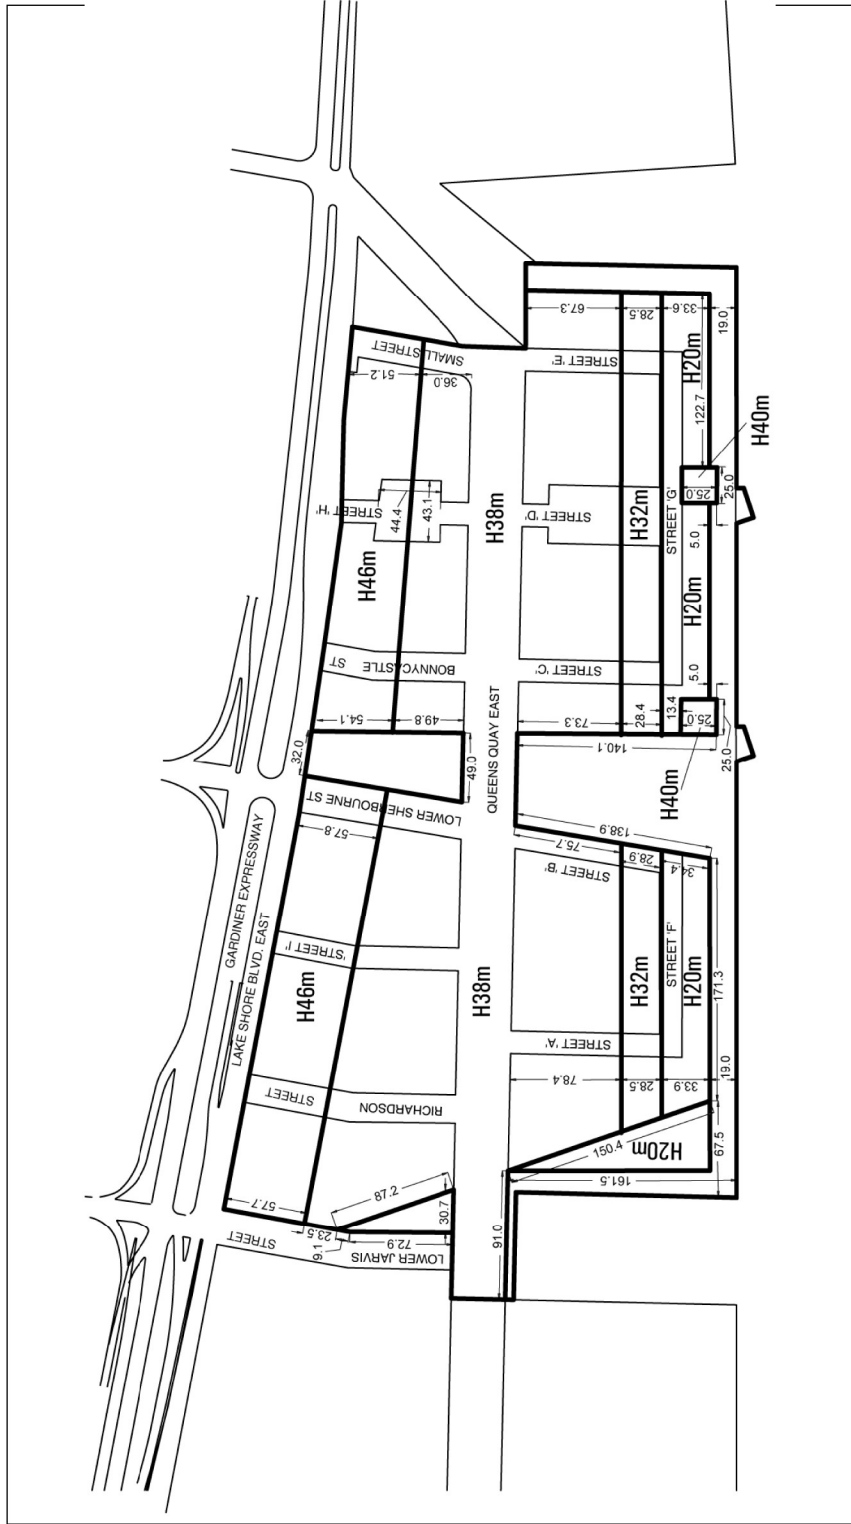 67.3
28.5
33.6
19.0
SMALL STREET
51.2
36.0
STREET 'E'
H20m
122.7
H40m
25.0
25.0
STREET 'H'
44.4
43.1
H38m
STREET 'D'
H32m
STREET 'G'
5.0
H46m
H20m
BONNYCASTLE ST
STREET 'C'
5.0
54.1
49.8
QUEENS QUAY EAST
73.3
28.4
13.4
25.0
32.0
49.0
140.1
25.0
H40m
LOWER SHERBOURNE ST
57.8
138.9
75.7
28.9
34.4
STREET 'B'
GARDINER EXPRESSWAY
LAKE SHORE BLVD. EAST
'STREET I'
H46m
H38m
H32m
STREET 'F'
H20m
171.3
STREET 'A'
RICHARDSON STREET
78.4
28.5
33.9
19.0
150.4
H20m
67.5
161.5
57.7
87.2
30.7
23.5
9.1
72.9
91.0
LOWER JARVIS STREET